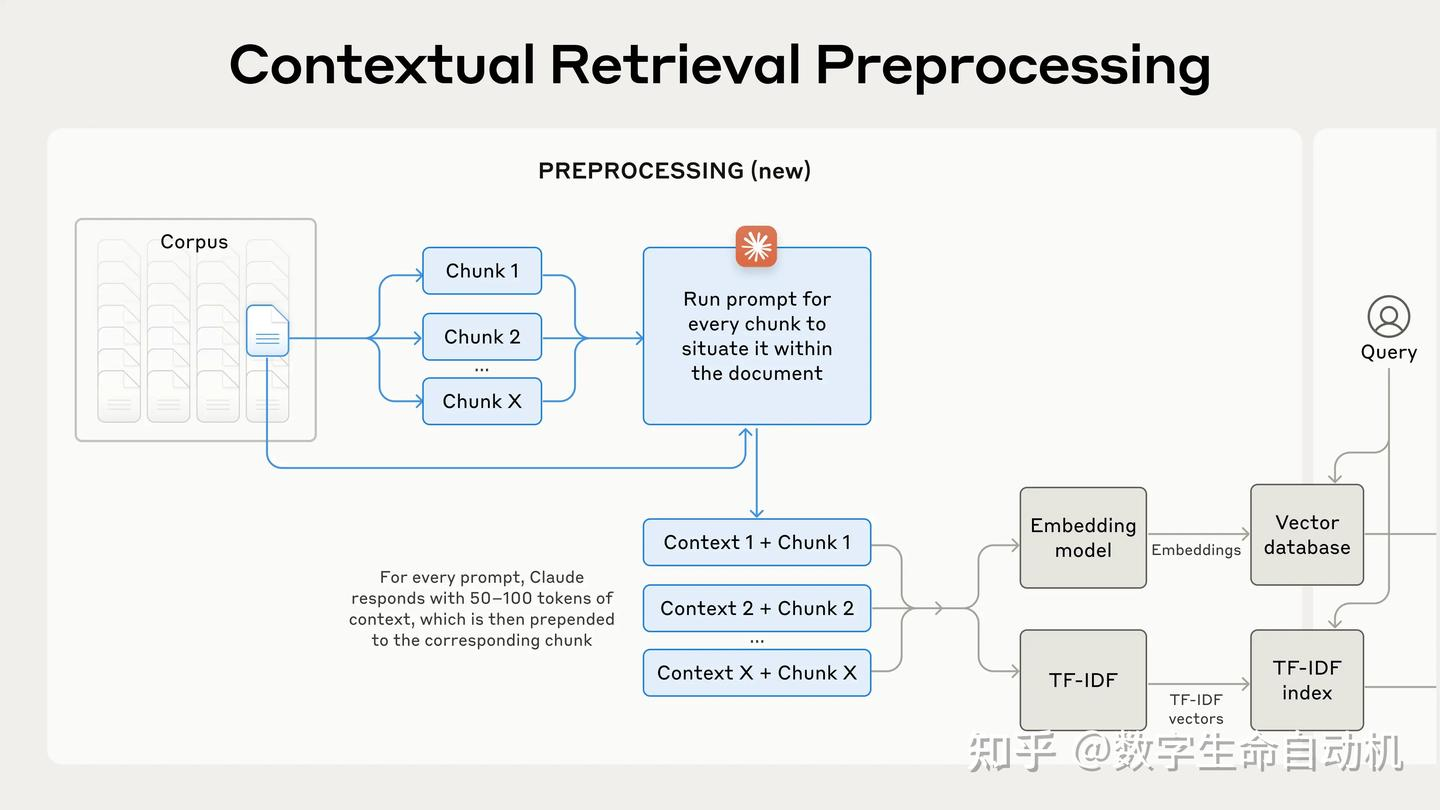 Contextual Retrieval Preprocessing
PREPROCESSING (new)
Corpus
Chunk 1
Chunk 2
...
Chunk X
Run prompt for
every chunk to
situate it within
the document
Query
For every prompt, Claude
responds with 50–100 tokens of
context, which is then prepended
to the corresponding chunk
Context 1 + Chunk 1
Context 2 + Chunk 2
...
Context X + Chunk X
Embedding
model
Embeddings
Vector
database
TF-IDF
TF-IDF
vectors
TF-IDF
index
知乎 @数字生命自动机